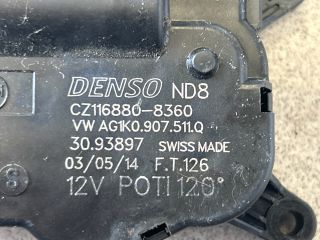 DENSO ND8
CZ116880-8360
VW AG1K0.907.511.Q
30.93897 SWISS MADE
03/05/14 F.T.126
12V POTI 120°